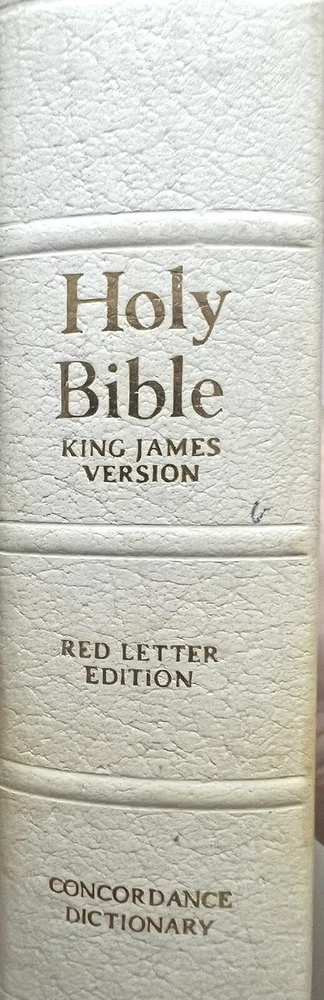 Holy
Bible
KING JAMES
VERSION
RED LETTER
EDITION
CONCORDANCE
DICTIONARY